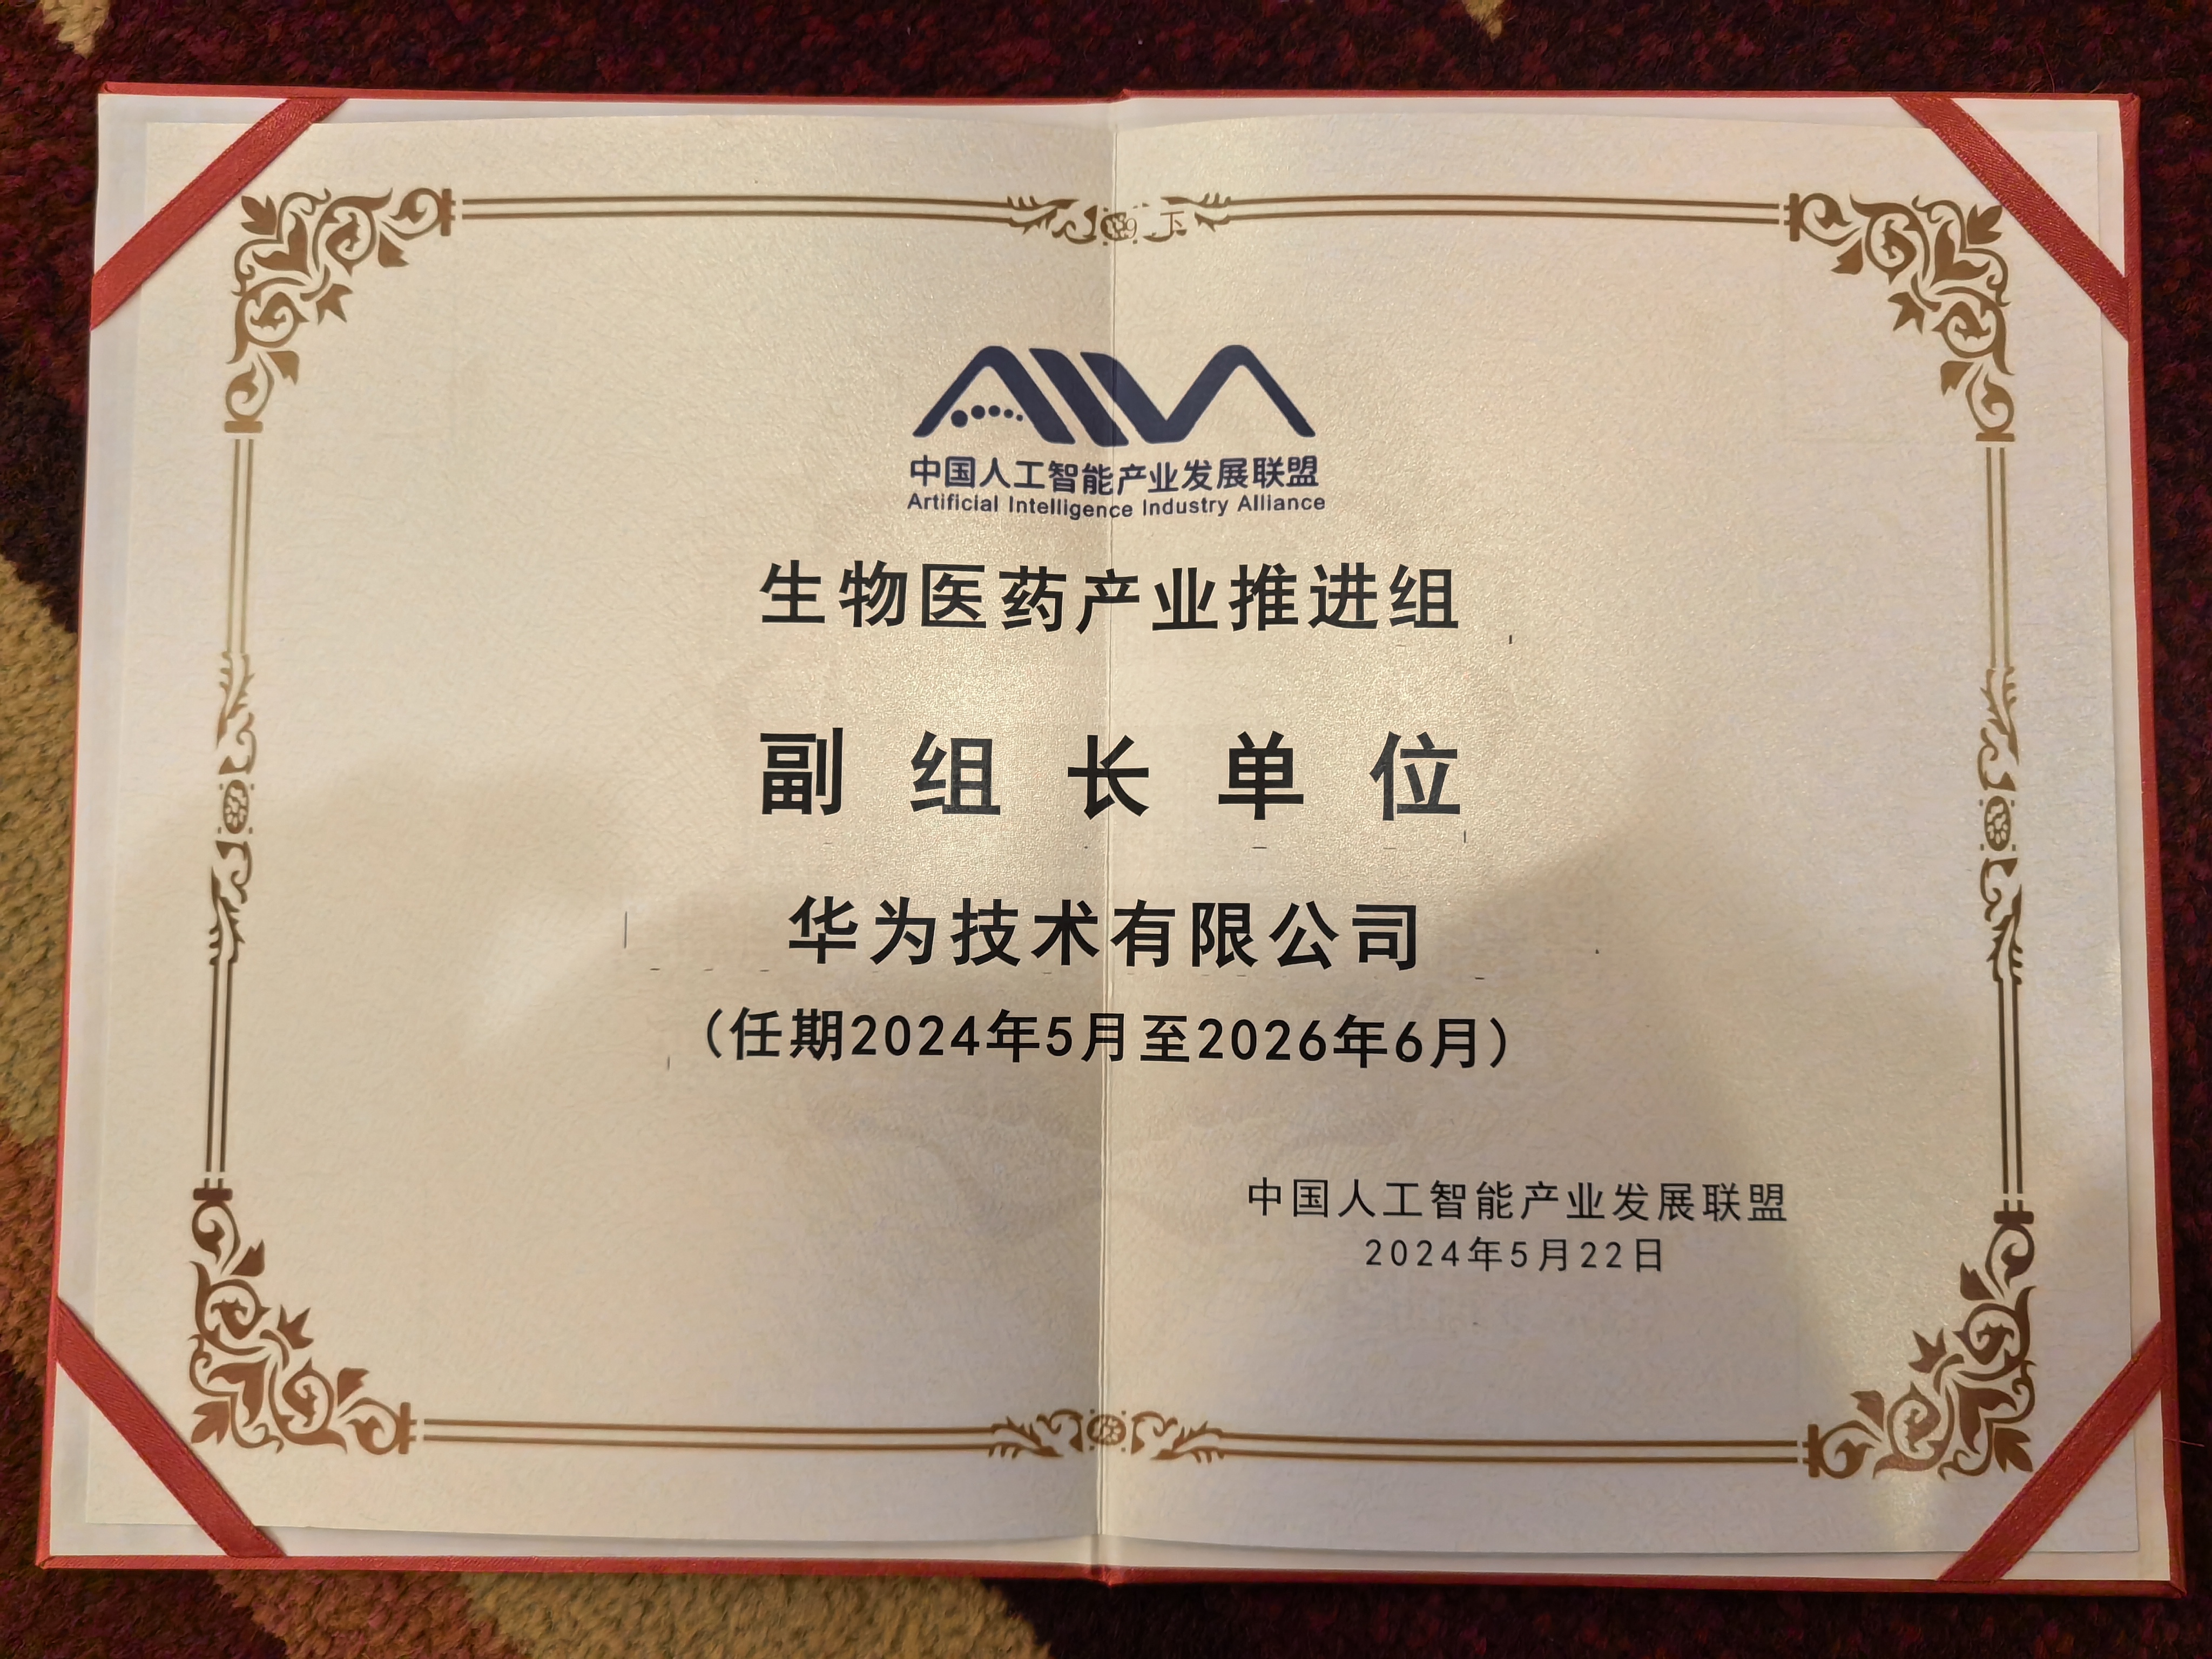 中国人工智能产业发展联盟
Artificial Intelligence Industry Alliance
生物医药产业推进组
副组长单位
华为技术有限公司
（任期2024年5月至2026年6月）
中国人工智能产业发展联盟
2024年5月22日